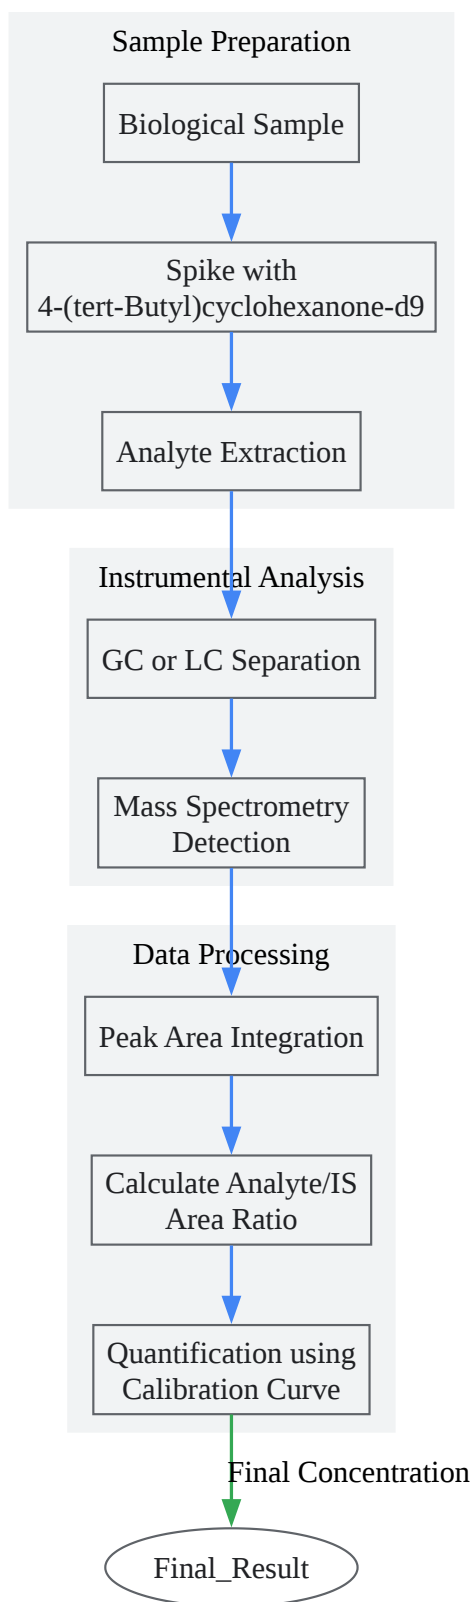 Sample Preparation
Biological Sample
Spike with
4-(tert-Butyl)cyclohexanone-d9
Analyte Extraction
Instrumental Analysis
GC or LC Separation
Mass Spectrometry
Detection
Data Processing
Peak Area Integration
Calculate Analyte/IS
Area Ratio
Quantification using
Calibration Curve
Final Concentration
Final_Result